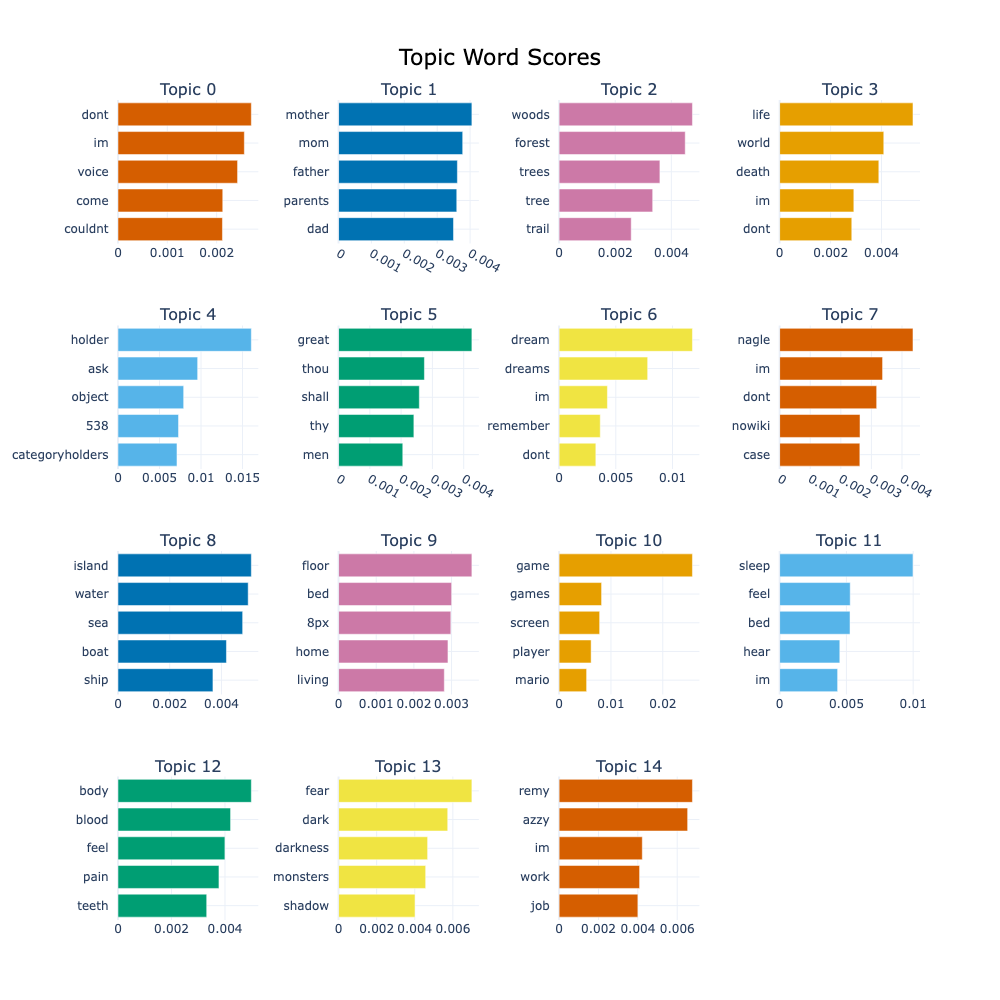 Topic Word Scores
Topic 0
dont
im
voice
come
couldnt
0 0.001 0.002
Topic 1
mother
mom
father
parents
dad
0 0.001 0.002 0.003 0.004
Topic 2
woods
forest
trees
tree
trail
0 0.002 0.004
Topic 3
life
world
death
im
dont
0 0.002 0.004
Topic 4
holder
ask
object
538
categoryholders
0 0.005 0.01 0.015
Topic 5
great
thou
shall
thy
men
0 0.001 0.002 0.003 0.004
Topic 6
dream
dreams
im
remember
dont
0 0.005 0.01
Topic 7
nagle
im
dont
nowiki
case
0 0.001 0.002 0.003 0.004
Topic 8
island
water
sea
boat
ship
0 0.002 0.004
Topic 9
floor
bed
8px
home
living
0 0.001 0.002 0.003
Topic 10
game
games
screen
player
mario
0 0.01 0.02
Topic 11
sleep
feel
bed
hear
im
0 0.005 0.01
Topic 12
body
blood
feel
pain
teeth
0 0.002 0.004
Topic 13
fear
dark
darkness
monsters
shadow
0 0.002 0.004 0.006
Topic 14
remy
azzy
im
work
job
0 0.002 0.004 0.006